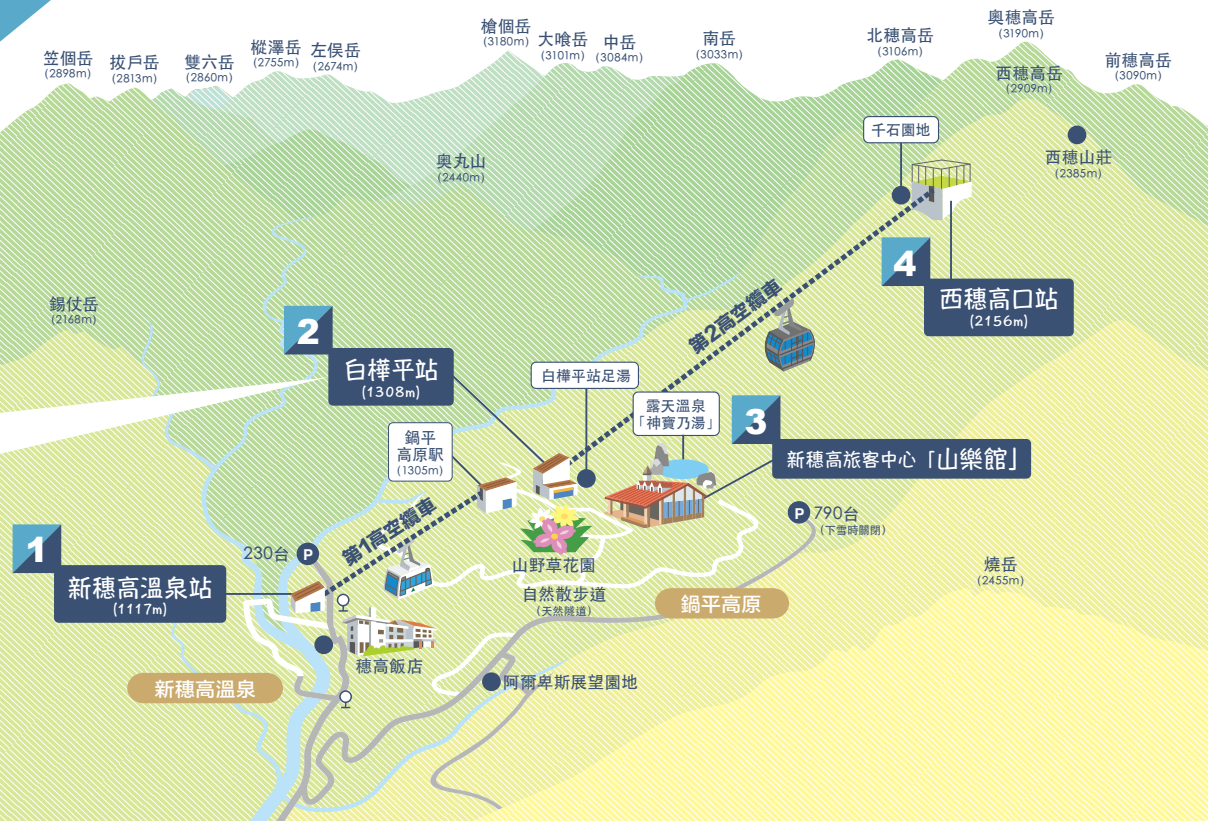 笠個岳
(2898m)
拔戶岳
(2813m)
雙六岳
(2860m)
樅澤岳
(2755m)
左俣岳
(2674m)
槍個岳
(3180m)
大喰岳
(3101m)
中岳
(3084m)
南岳
(3033m)
北穗高岳
(3106m)
奧穗高岳
(3190m)
西穗高岳
(2909m)
前穗高岳
(3090m)
千石園地
西穗山莊
(2385m)
奧丸山
(2440m)
錫仗岳
(2168m)
4
西穗高口站
(2156m)
第2高空纜車
2
白樺平站
(1308m)
白樺平站足湯
露天溫泉
「神寶乃湯」
3
新穗高旅客中心「山樂館」
鍋平
高原駅
(1305m)
第1高空纜車
P 790台
(下雪時關閉)
1
新穗高溫泉站
(1117m)
230台 P
山野草花園
自然散步道
(天然隧道)
鍋平高原
燒岳
(2455m)
穗高飯店
新穗高溫泉
阿爾卑斯展望園地